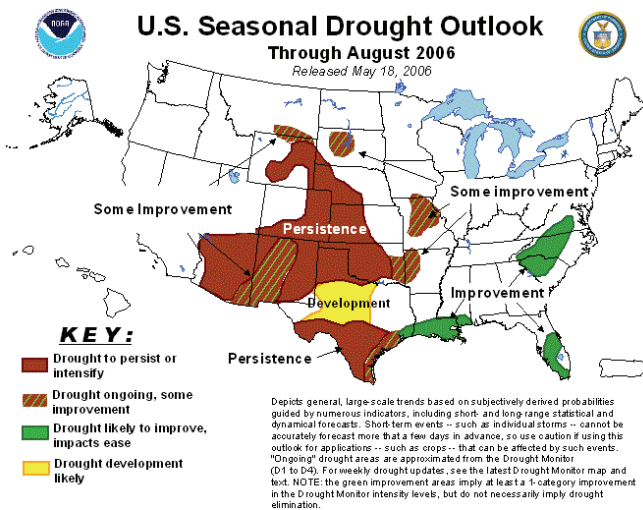 NOAA
U.S. Seasonal Drought Outlook
Through August 2006
Released May 18, 2006
Some Improvement
Some improvement
Persistence
Development
Improvement
Persistence
KEY:
Drought to persist or
intensify
Drought ongoing, some
improvement
Drought likely to improve,
impacts ease
Drought development
likely
Depicts general, large-scale trends based on subjectively derived probabilities
guided by numerous indicators, including short- and long-range statistical and
dynamical forecasts. Short-term events -- such as individual storms -- cannot be
accurately forecast more that a few days in advance, so use caution if using this
outlook for applications -- such as crops -- that can be affected by such events.
"Ongoing" drought areas are approximated from the Drought Monitor
(D1 to D4). For weekly drought updates, see the latest Drought Monitor map and
text. NOTE: the green improvement areas imply at least a 1-category improvement
in the Drought Monitor intensity levels, but do not necessarily imply drought
elimination.